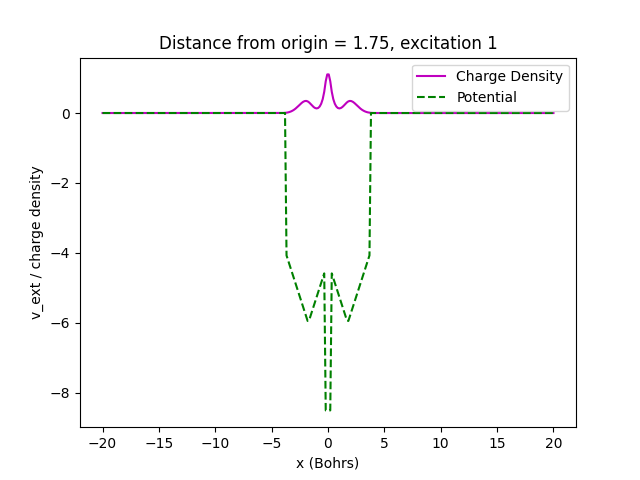 Distance from origin = 1.75, excitation 1
Charge Density
Potential
v_ext / charge density
0
−2
−4
−6
−8
−20
−15
−10
−5
0
5
10
15
20
x (Bohrs)